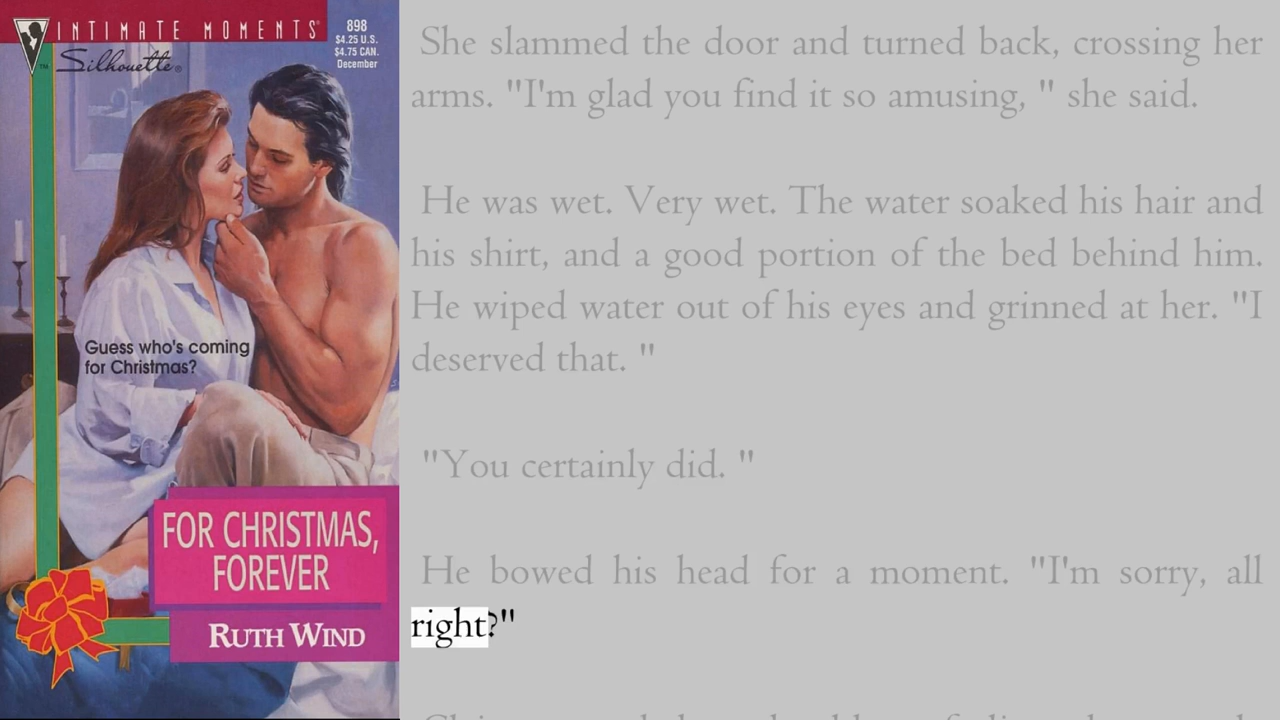 INTIMATE MOMENTS
898
$4.25 U.S.
$4.75 CAN.
December
Silhouette®
TM
Guess who's coming
for Christmas?
FOR CHRISTMAS,
FOREVER
RUTH WIND
She slammed the door and turned back, crossing her
arms. "I'm glad you find it so amusing, " she said.
He was wet. Very wet. The water soaked his hair and
his shirt, and a good portion of the bed behind him.
He wiped water out of his eyes and grinned at her. "I
deserved that. "
"You certainly did. "
He bowed his head for a moment. "I'm sorry, all
right?"